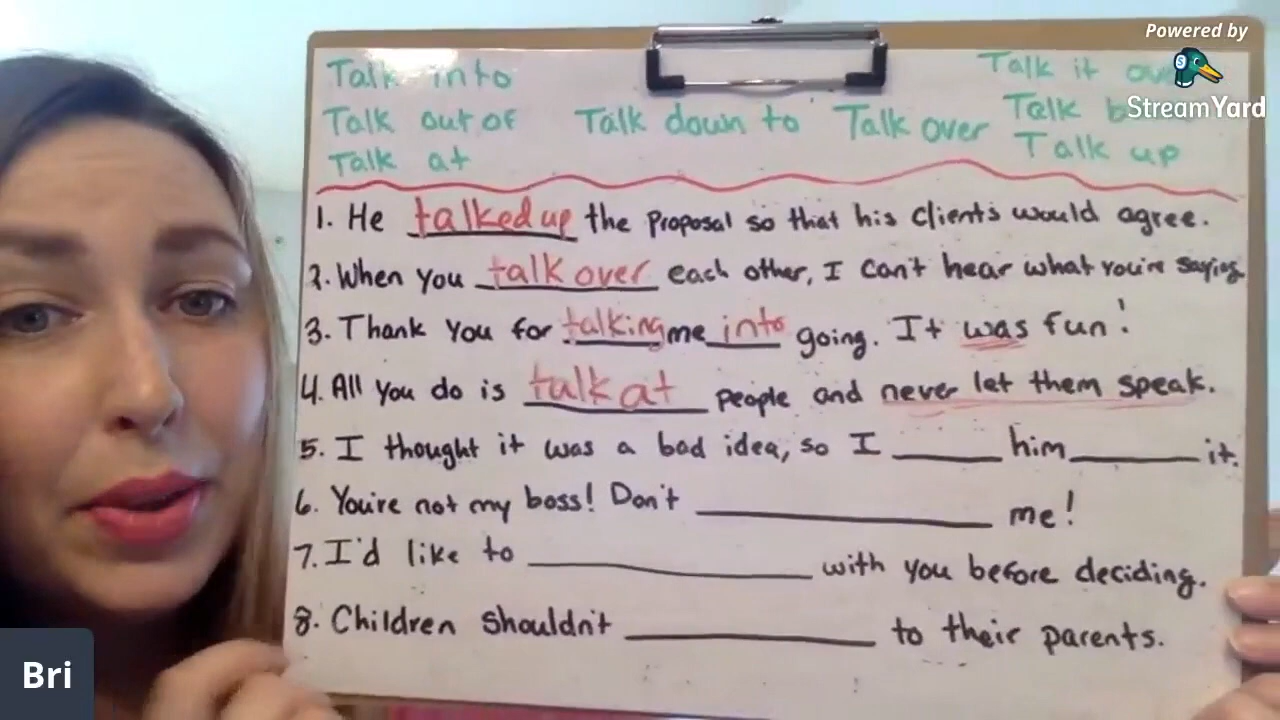 Powered by
StreamYard
Talk into
Talk it
Talk out of
Talk down to
Talk over
Talk
Talk at
Talk up
1. He talked up the proposal so that his clients would agree.
2. When you talk over each other, I can't hear what you're saying.
3. Thank you for talking me into going. It was fun!
4. All you do is talk at people and never let them speak.
5. I thought it was a bad idea, so I ____ him ____ it.
6. You're not my boss! Don't ____ me!
7. I'd like to ____ with you before deciding.
8. Children shouldn't ____ to their parents.
Bri